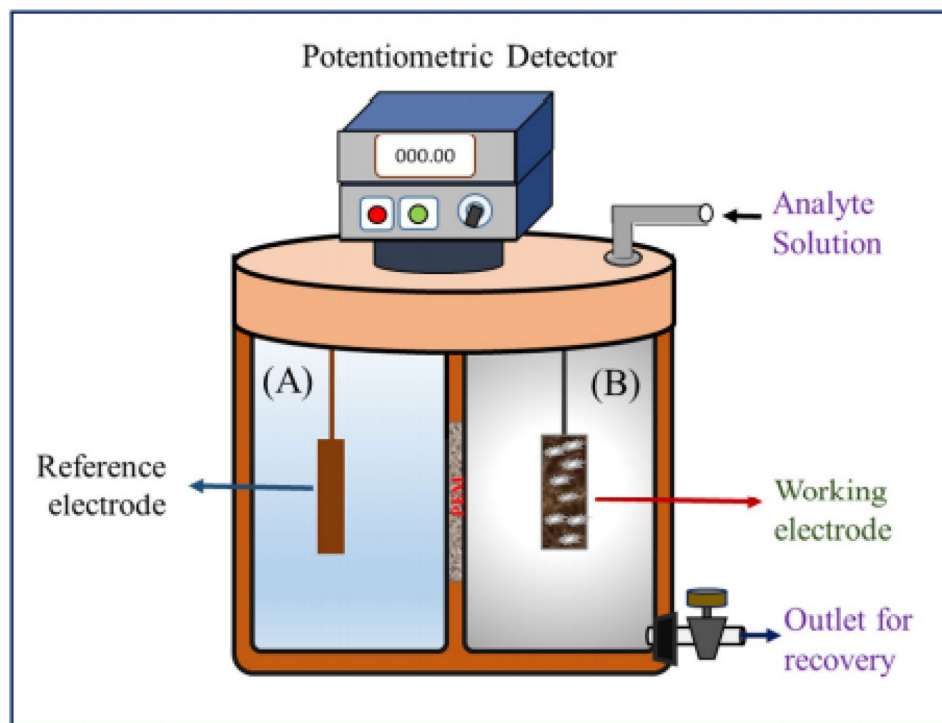 Potentiometric Detector
000.00
Analyte
Solution
(A)
(B)
Reference
electrode
PEM
Working
electrode
Outlet for
recovery